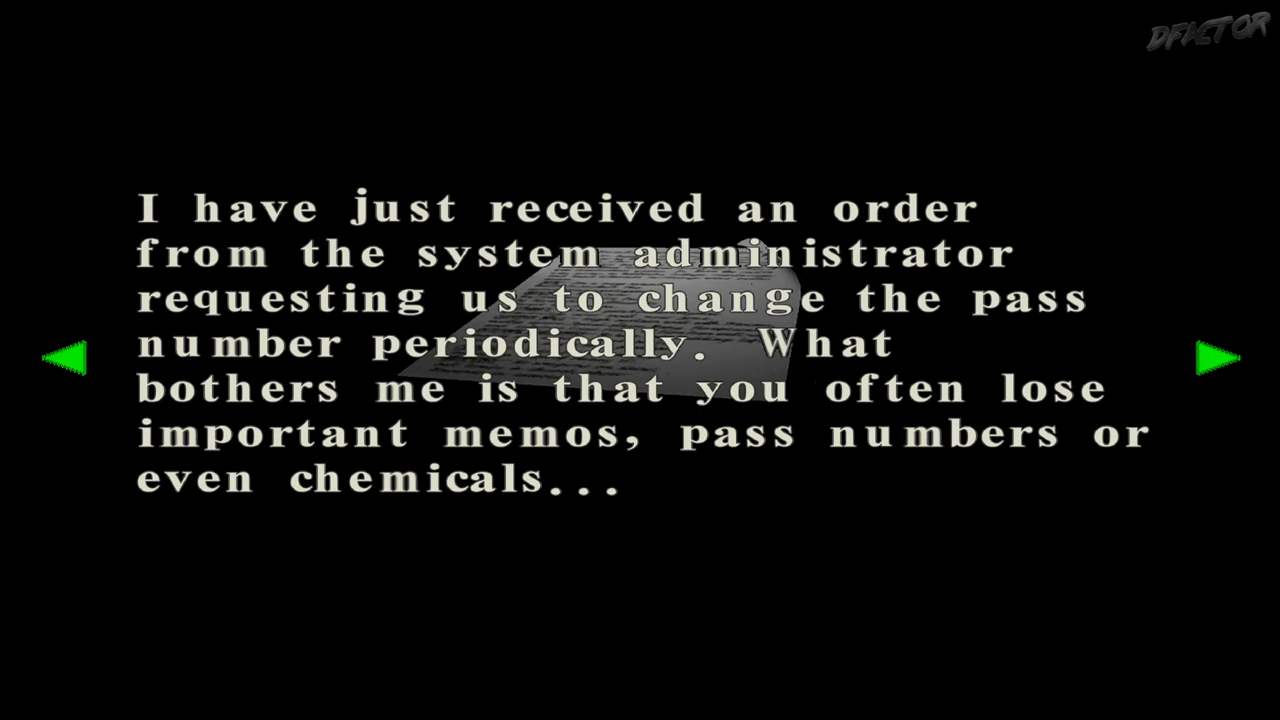 DFACTOR
I have just received an order
from the system administrator
requesting us to change the pass
number periodically. What
bothers me is that you often lose
important memos, pass numbers or
even chemicals...